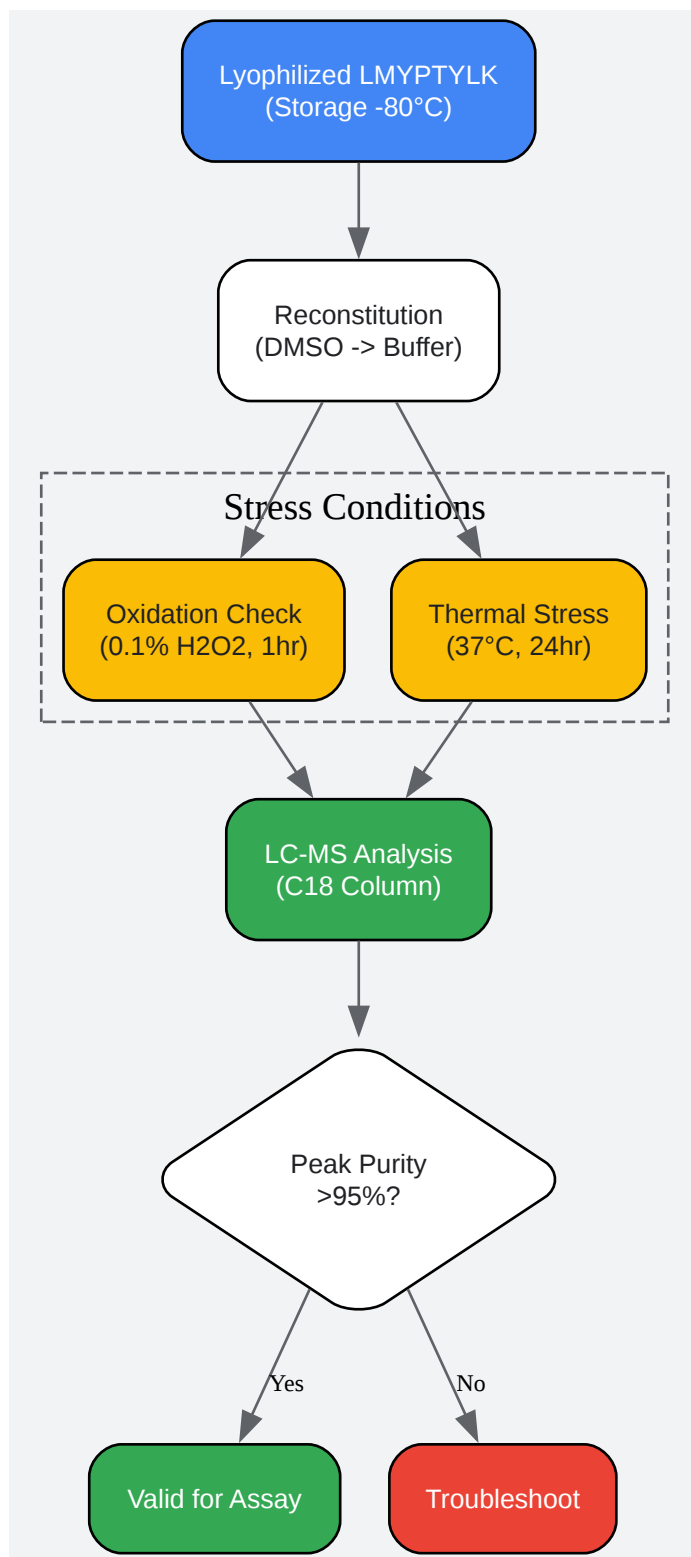 Lyophilized LMYPTYLK
(Storage -80°C)
Reconstitution
(DMSO -> Buffer)
Stress Conditions
Oxidation Check
(0.1% H2O2, 1hr)
Thermal Stress
(37°C, 24hr)
LC-MS Analysis
(C18 Column)
Peak Purity
>95%?
Yes
No
Valid for Assay
Troubleshoot